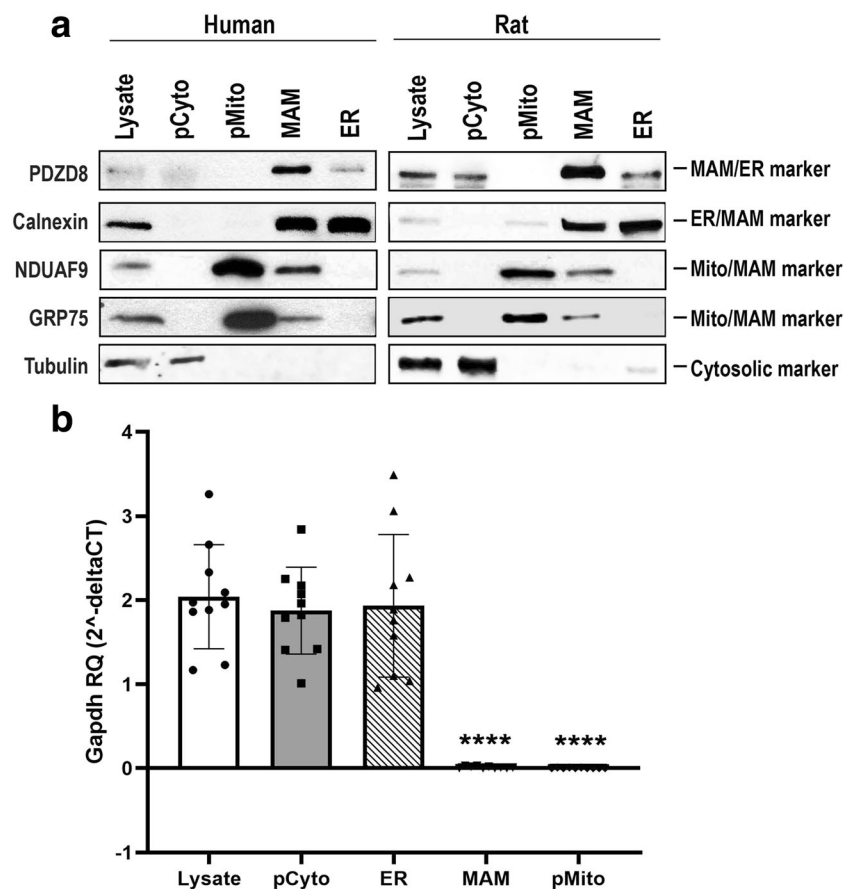 a
Human Rat
Lysate pCyto pMito MAM ER Lysate pCyto pMito MAM ER
PDZD8 MAM/ER marker
Calnexin ER/MAM marker
NDUAF9 Mito/MAM marker
GRP75 Mito/MAM marker
Tubulin Cytosolic marker
b
Gapdh RQ (2^-deltaCT)
4
3
2
1
0
-1
**** ****
Lysate pCyto ER MAM pMito